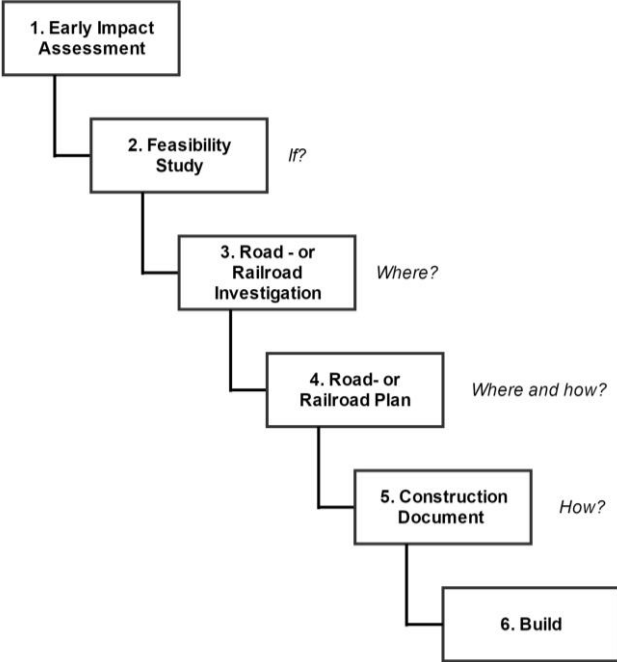 1. Early Impact
Assessment
2. Feasibility
Study
If?
3. Road - or
Railroad
Investigation
Where?
4. Road- or
Railroad Plan
Where and how?
5. Construction
Document
How?
6. Build